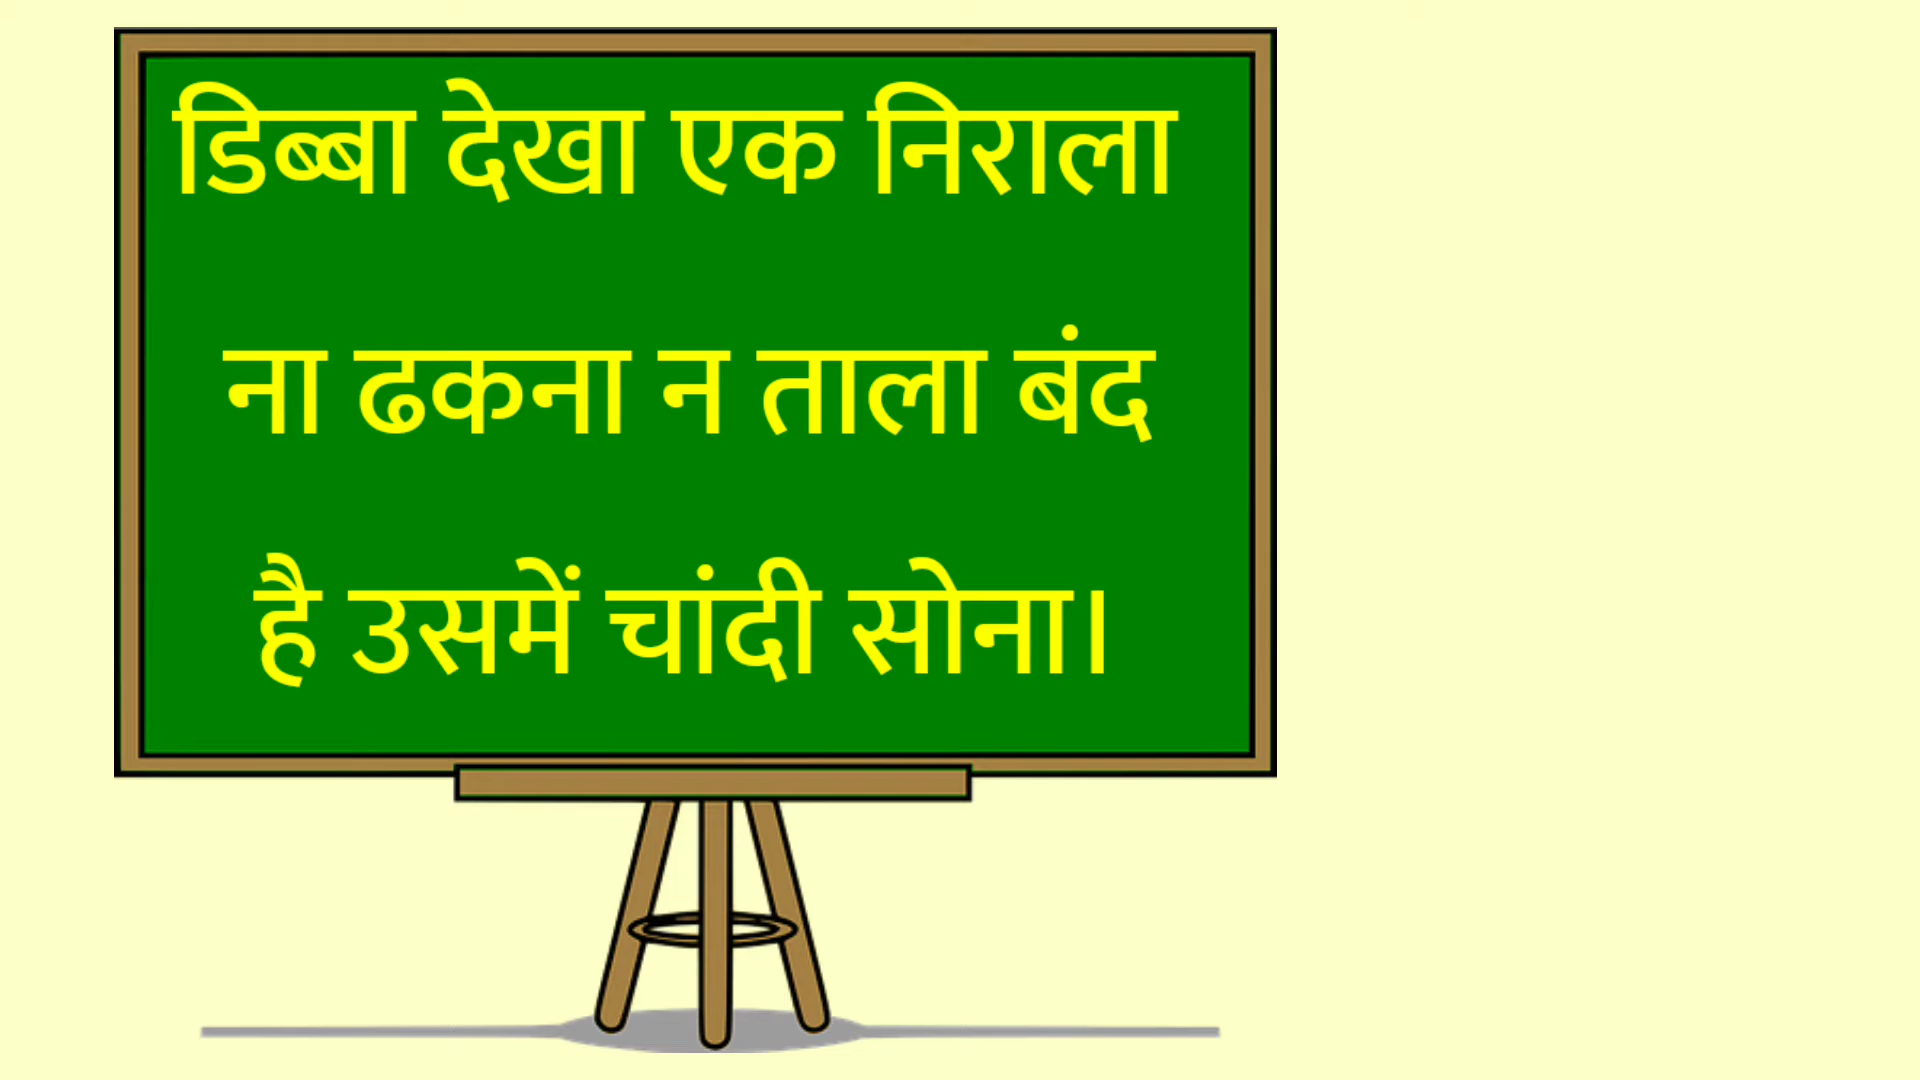 डिब्बा देखा एक निराला
ना ढकना न ताला बंद
है उसमें चांदी सोना।